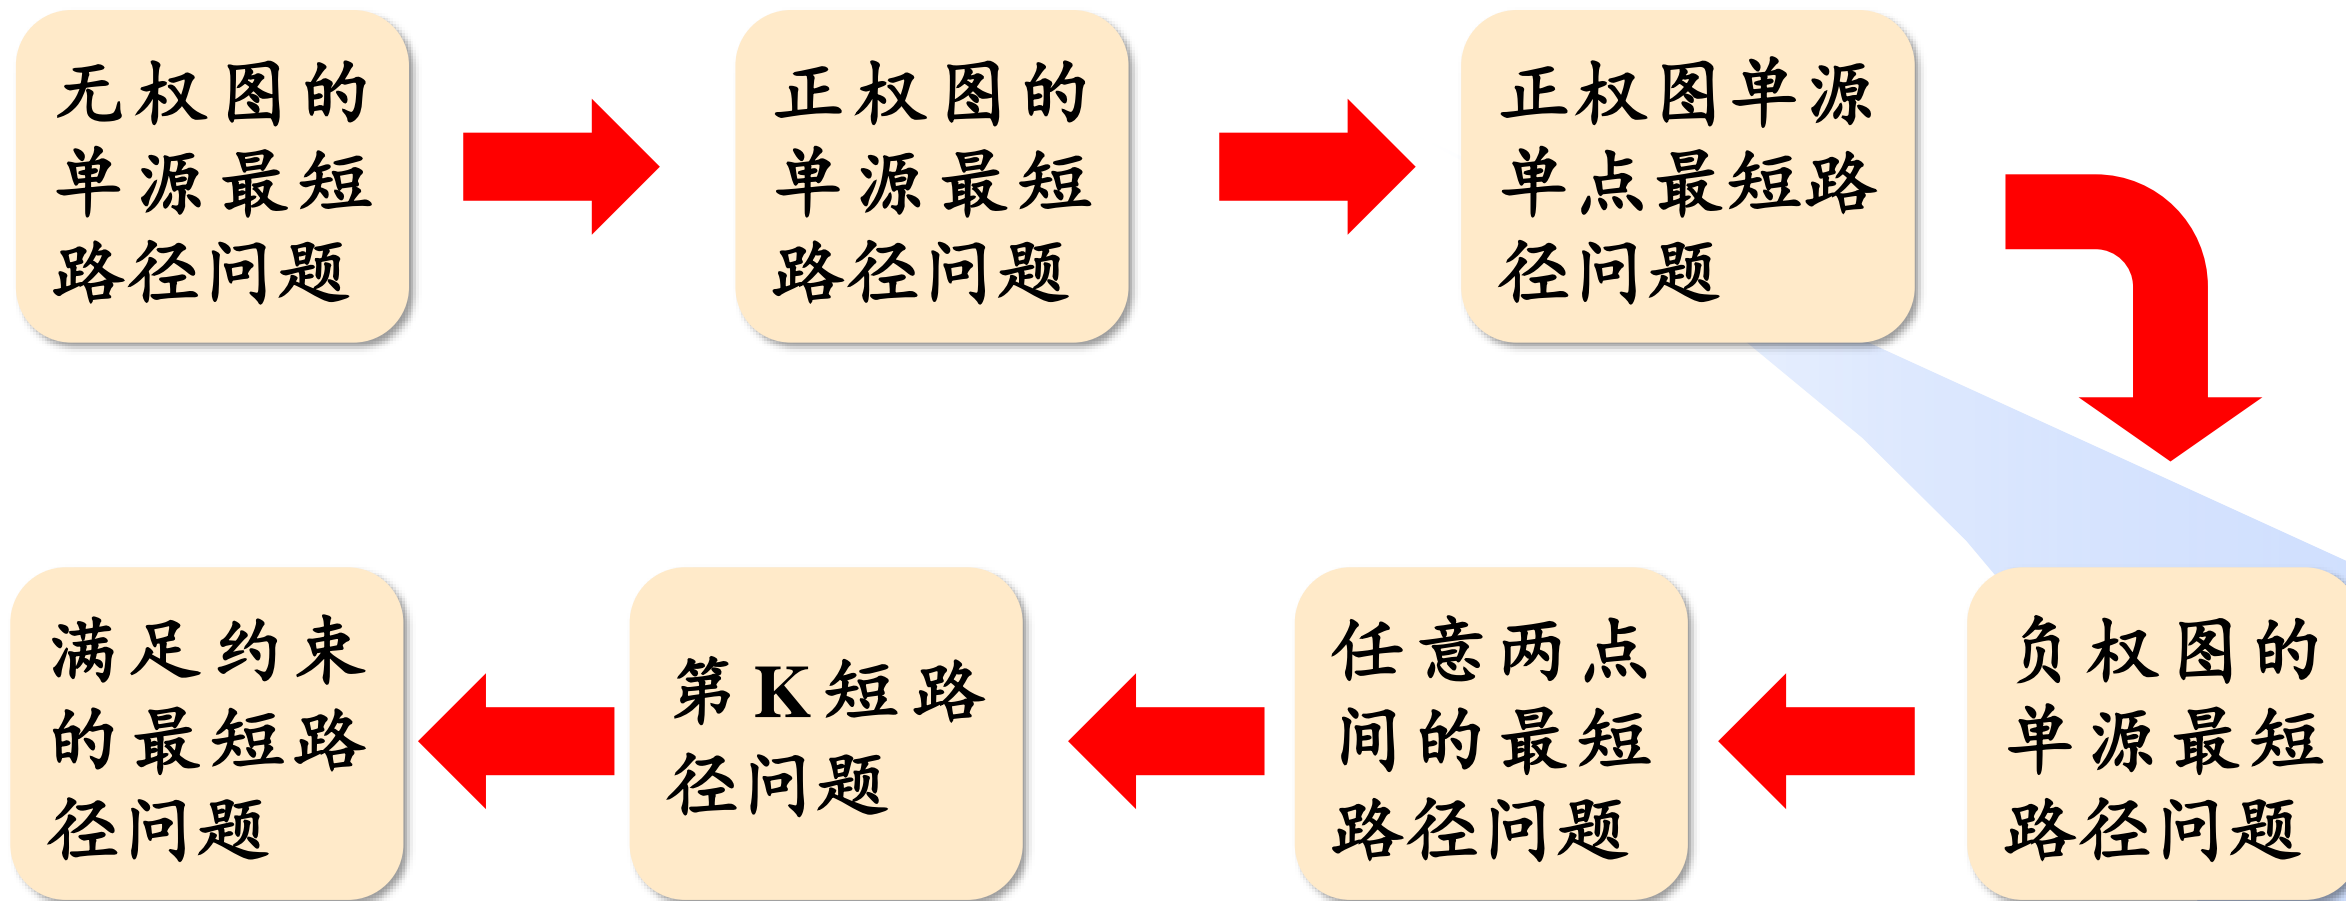 无权图的
单源最短
路径问题
正权图的
单源最短
路径问题
正权图单源
单点最短路
径问题
满足约束
的最短路
径问题
第K短路
径问题
任意两点
间的最短
路径问题
负权图的
单源最短
路径问题